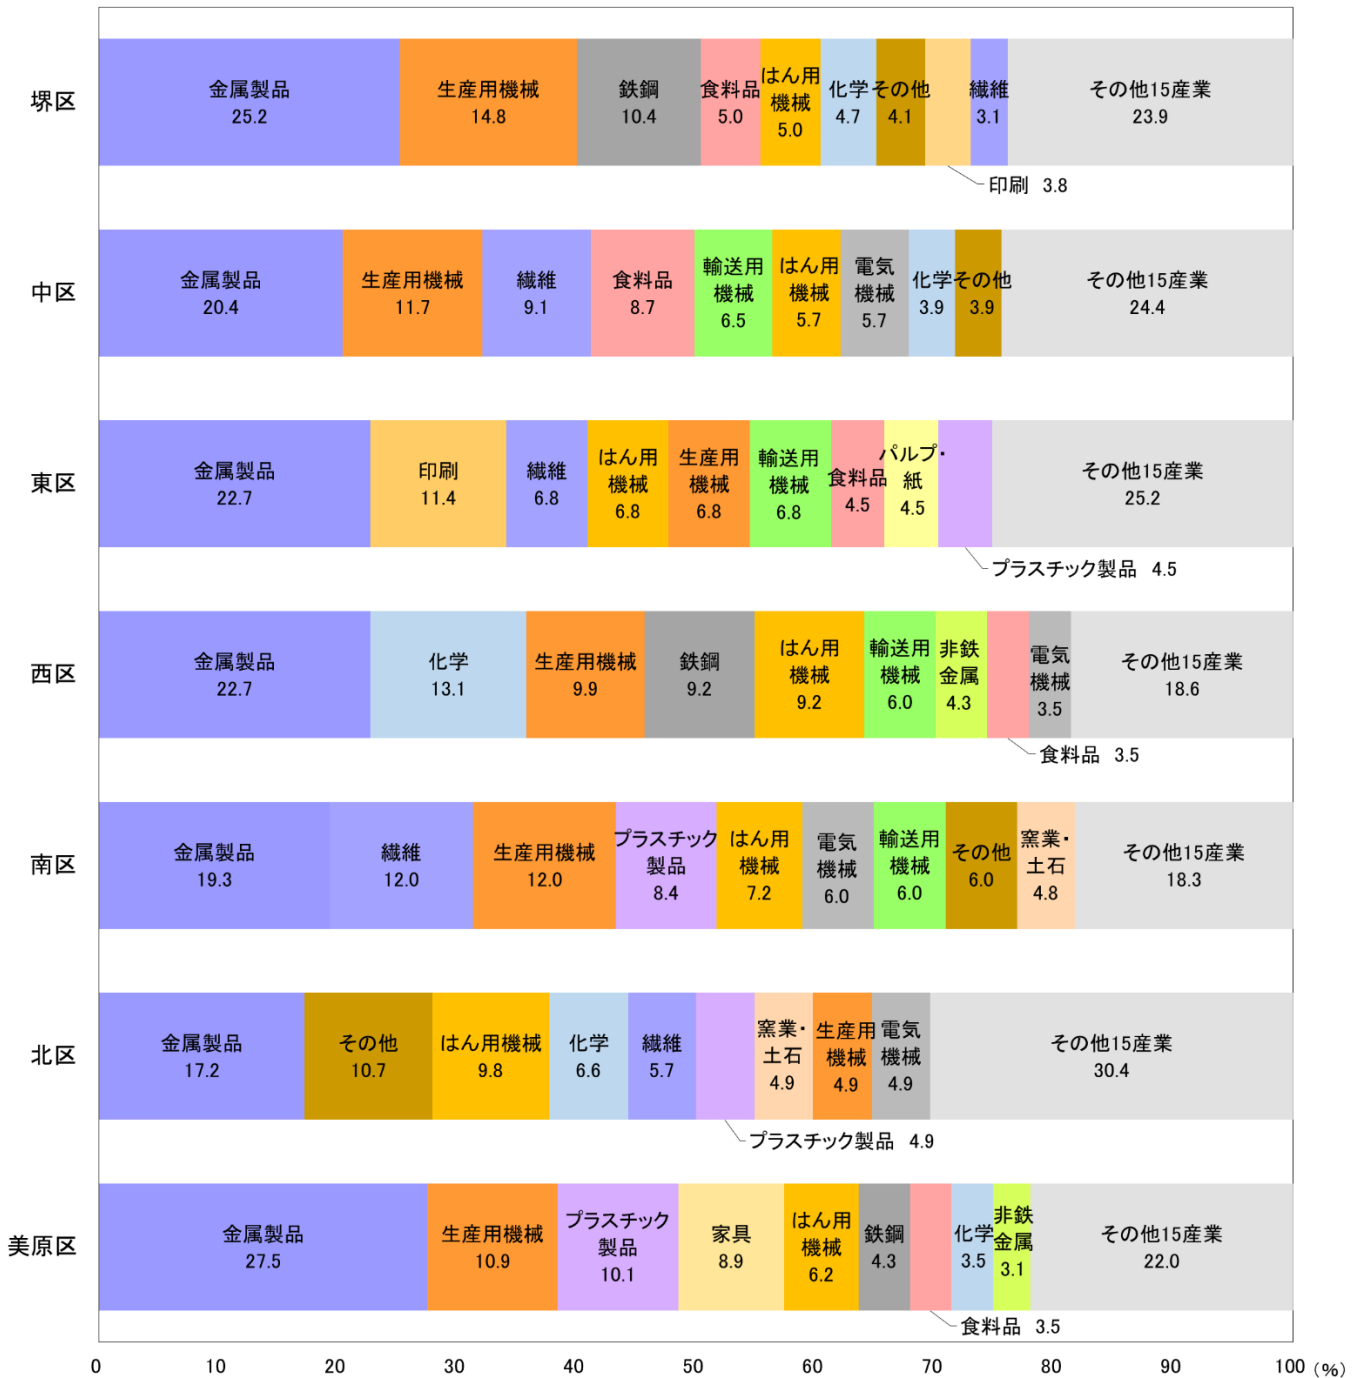 堺区
金属製品
25.2
生産用機械
14.8
鉄鋼
10.4
食料品
5.0
はん用
機械
5.0
化学
4.7
その他
4.1
繊維
3.1
その他15産業
23.9
印刷 3.8
中区
金属製品
20.4
生産用機械
11.7
繊維
9.1
食料品
8.7
輸送用
機械
6.5
はん用
機械
5.7
電気
機械
5.7
化学
3.9
その他
3.9
その他15産業
24.4
東区
金属製品
22.7
印刷
11.4
繊維
6.8
はん用
機械
6.8
生産用
機械
6.8
輸送用
機械
6.8
食料品
4.5
パルプ・
紙
4.5
その他15産業
25.2
プラスチック製品 4.5
西区
金属製品
22.7
化学
13.1
生産用機械
9.9
鉄鋼
9.2
はん用
機械
9.2
輸送用
機械
6.0
非鉄
金属
4.3
電気
機械
3.5
その他15産業
18.6
食料品 3.5
南区
金属製品
19.3
繊維
12.0
生産用機械
12.0
プラスチック
製品
8.4
はん用
機械
7.2
電気
機械
6.0
輸送用
機械
6.0
その他
6.0
窯業・
土石
4.8
その他15産業
18.3
北区
金属製品
17.2
その他
10.7
はん用機械
9.8
化学
6.6
繊維
5.7
窯業・
土石
4.9
生産用
機械
4.9
電気
機械
4.9
その他15産業
30.4
プラスチック製品 4.9
美原区
金属製品
27.5
生産用機械
10.9
プラスチック
製品
10.1
家具
8.9
はん用
機械
6.2
鉄鋼
4.3
化学
3.5
非鉄
金属
3.1
その他15産業
22.0
食料品 3.5
0 10 20 30 40 50 60 70 80 90 100 (%)